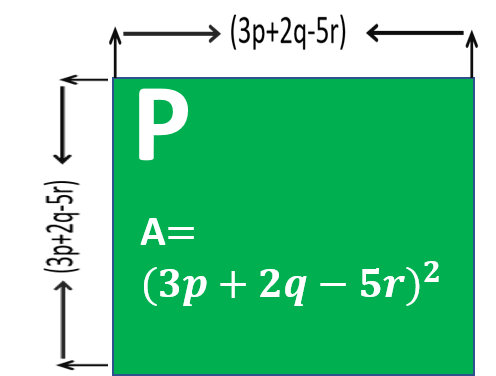 (3p+2q-5r)
P
(3p+2q-5r)
A=
(3p + 2q − 5r)²